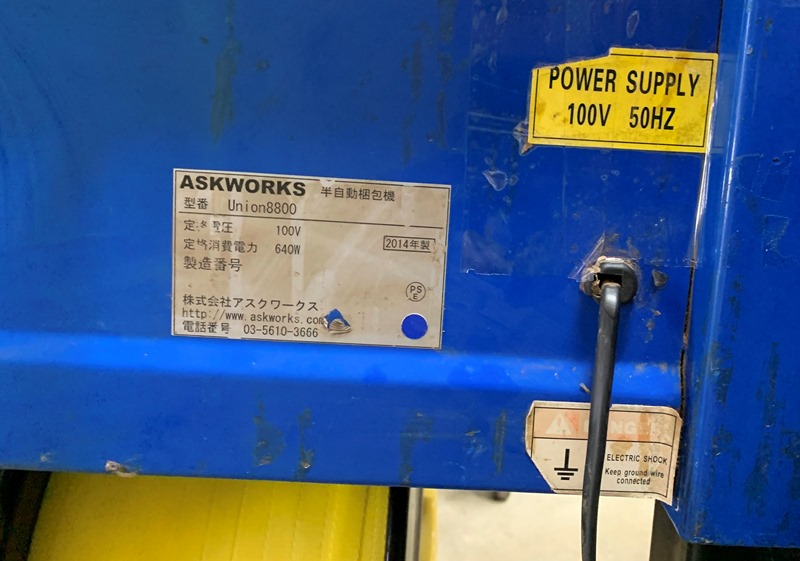 POWER SUPPLY
100V 50HZ
ASKWORKS 半自動梱包機
型番 Union8800
定格電圧 100V
定格消費電力 640W
2014年製
製造番号
PS
E
株式会社アスクワークス
http://www.askworks.com
電話番号 03-5610-3666
ELECTRIC SHOCK
Keep ground wire
connected